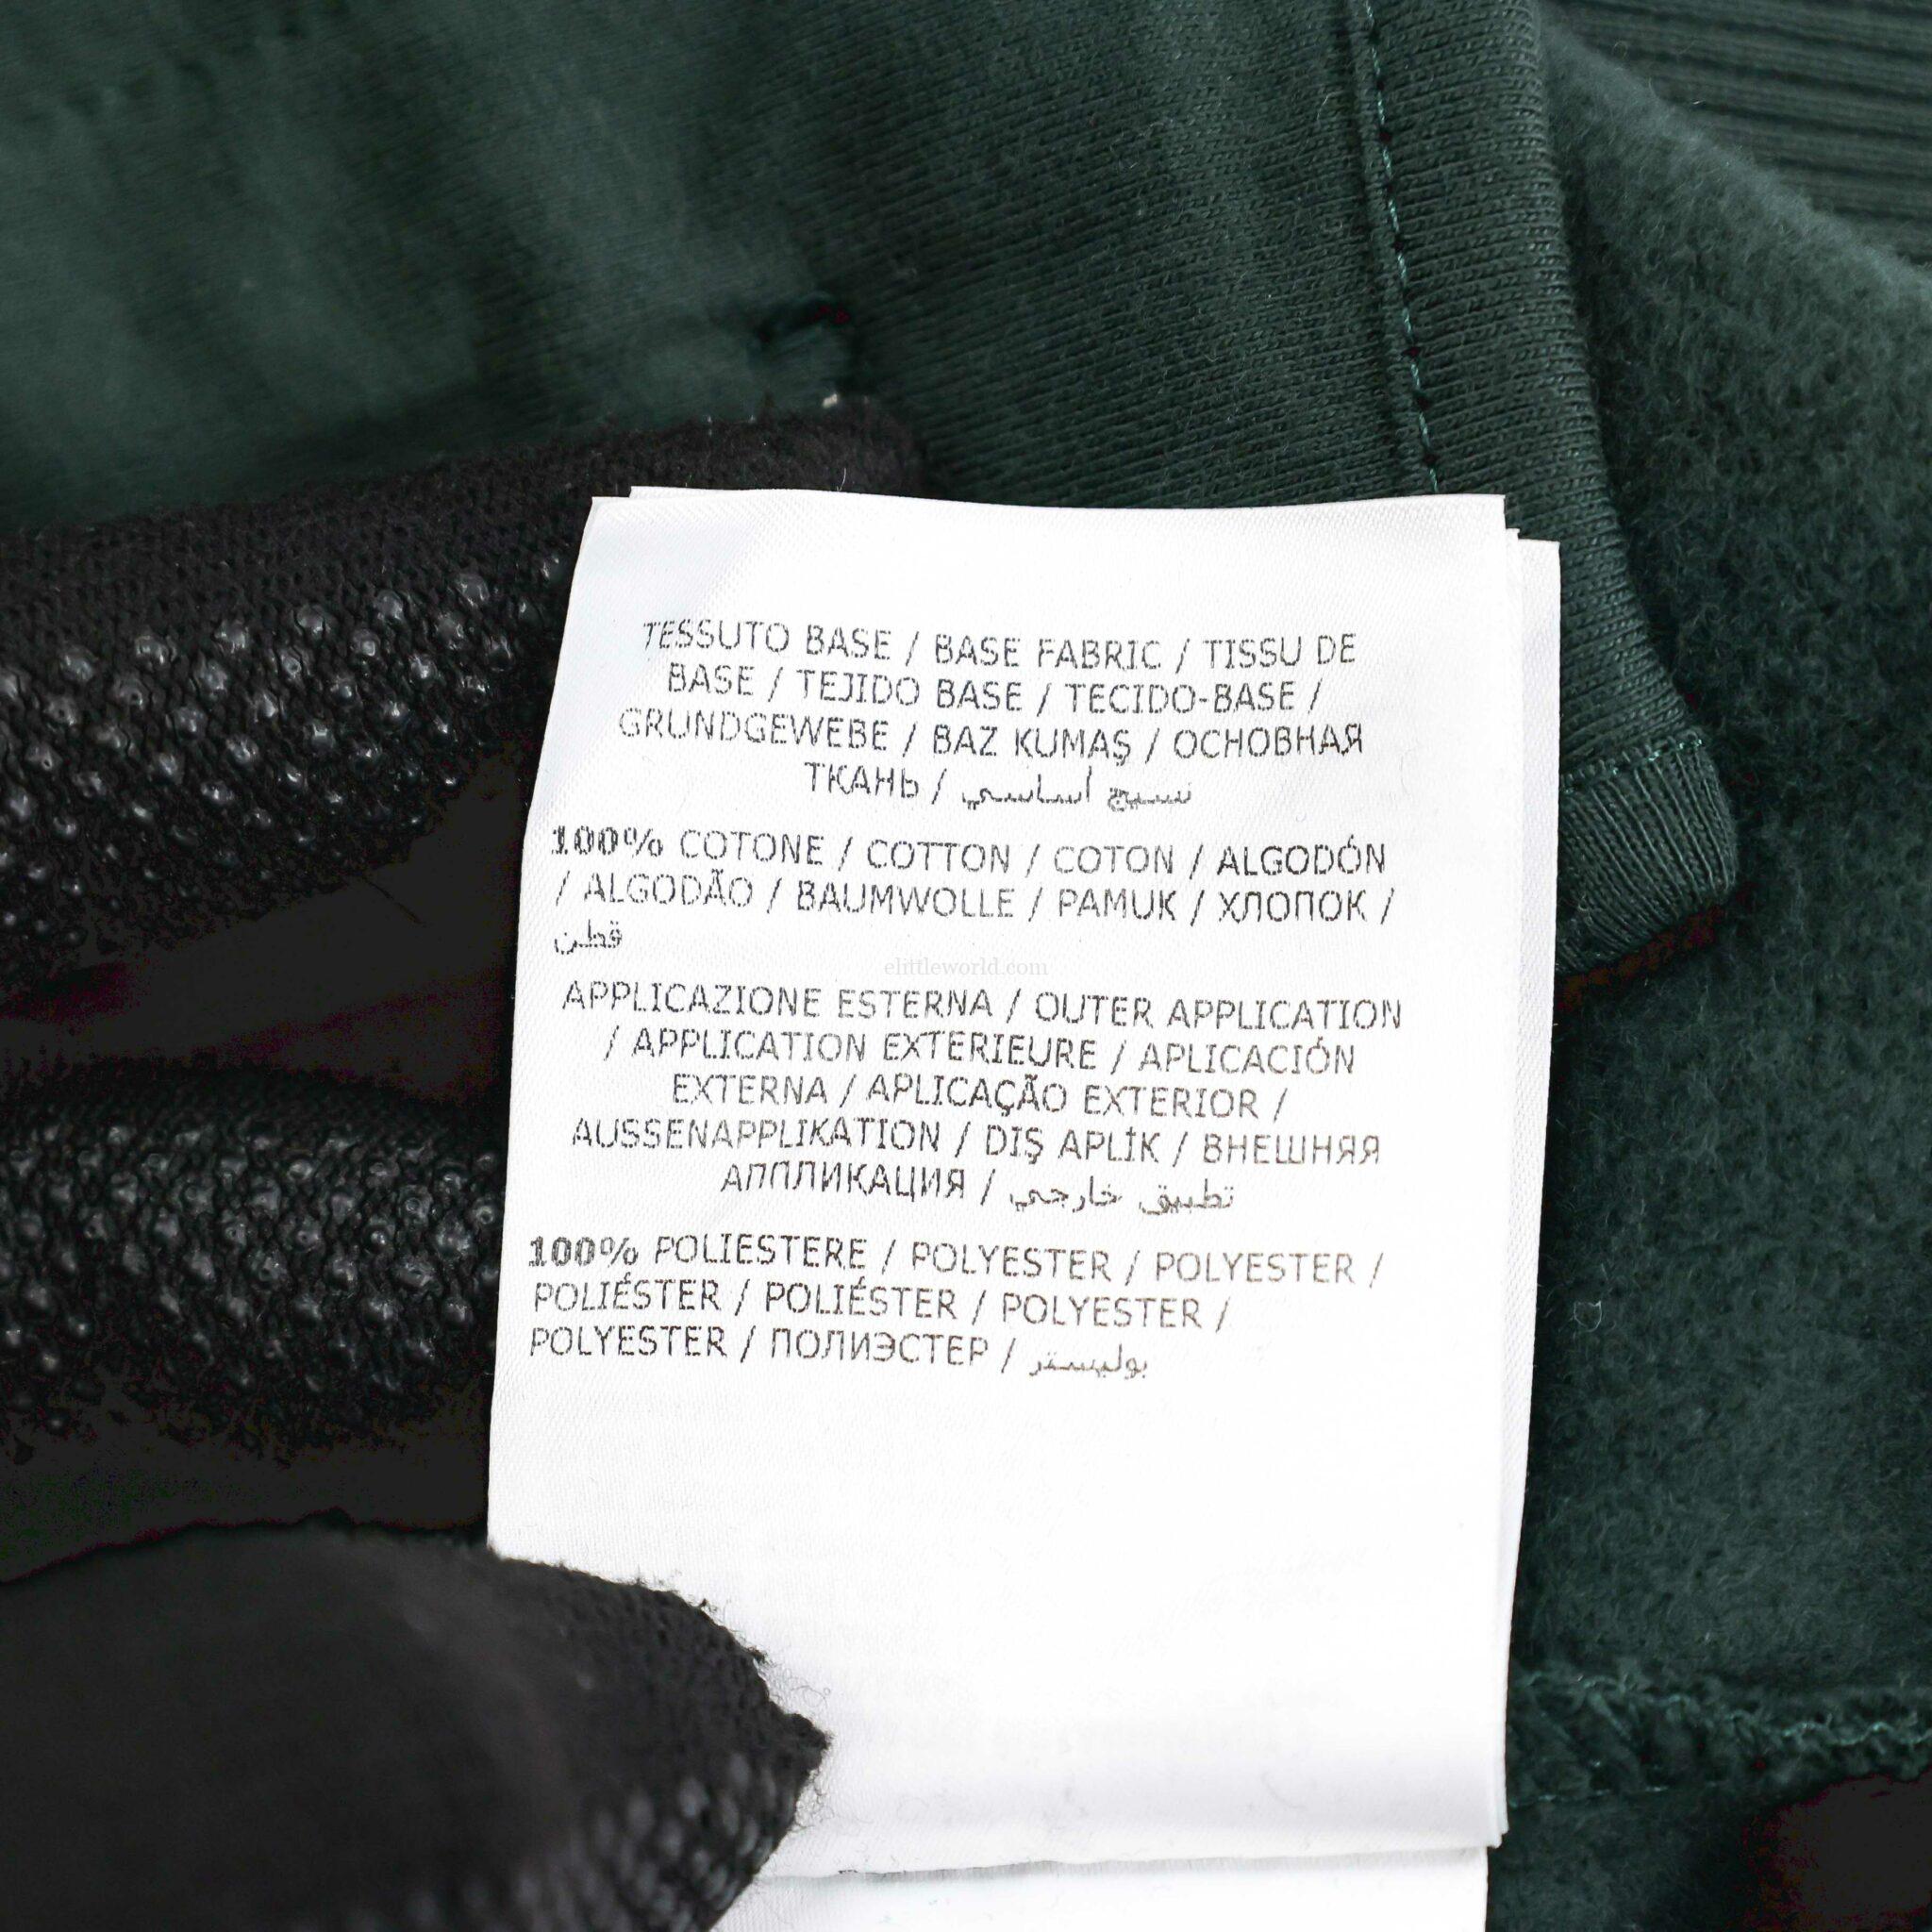 TESSUTO BASE / BASE FABRIC / TISSU DE
BASE / TEJIDO BASE / TECIDO-BASE /
GRUNDGEWEBE / BAZ KUMAŞ / ОСНОВНАЯ
ТКАНЬ / نسيج أساسي
100% COTONE / COTTON / COTON / ALGODÓN
/ ALGODÃO / BAUMWOLLE / PAMUK / ХЛОПОК /
قطن
elittleworld.com
APPLICAZIONE ESTERNA / OUTER APPLICATION
/ APPLICATION EXTERIEURE / APLICACIÓN
EXTERNA / APLICAÇÃO EXTERIOR /
AUSSENAPPLIKATION / DIŞ APLİK / ВНЕШНЯЯ
АППЛИКАЦИЯ / تطبيق خارجي
100% POLIESTERE / POLYESTER / POLYESTER /
POLIÉSTER / POLIÉSTER / POLYESTER /
POLYESTER / ПОЛИЭСТЕР / بوليستر